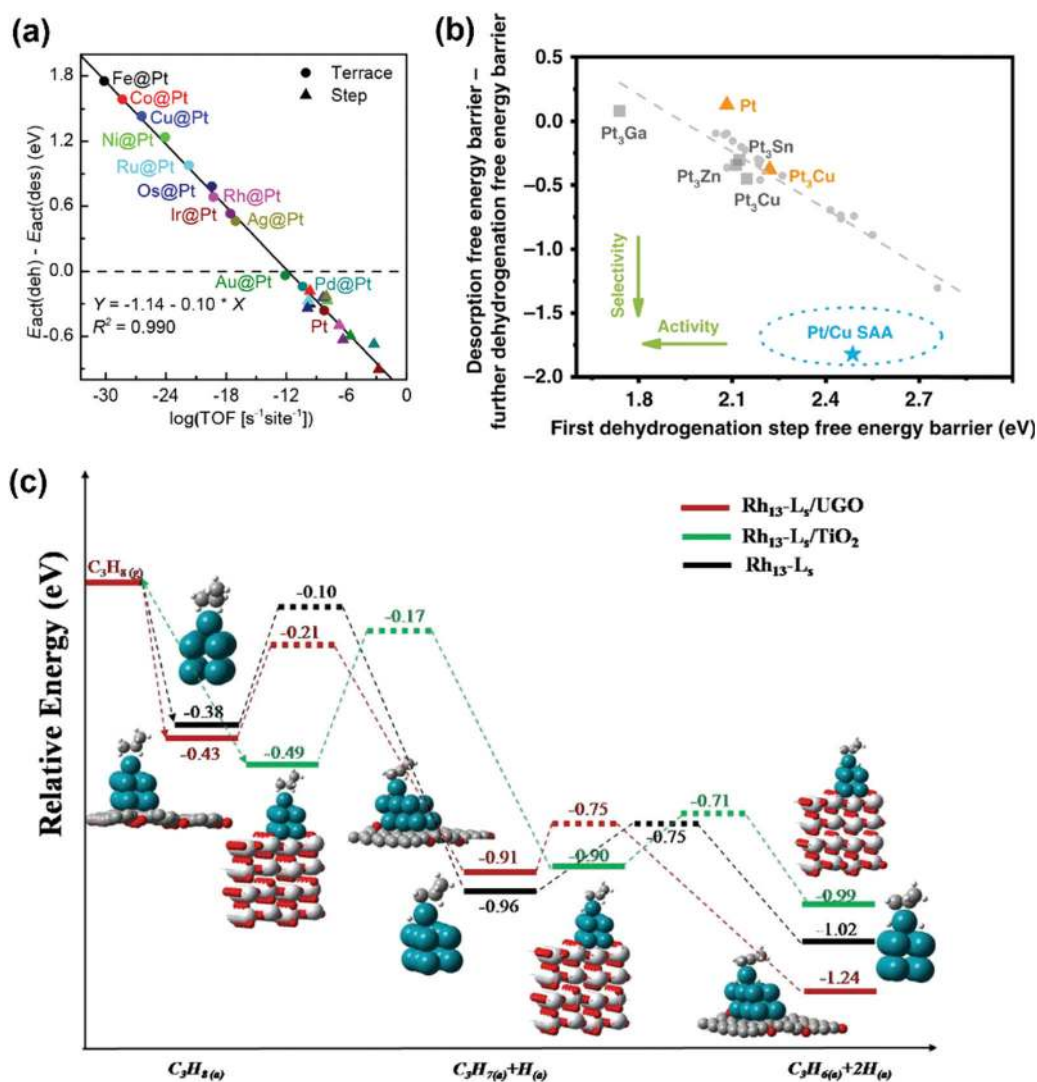 (a)
Eact(deh) - Eact(des) (eV)
1.8
1.2
0.6
0.0
-0.6
Fe@Pt
Co@Pt
Cu@Pt
Ni@Pt
Ru@Pt
Os@Pt
Rh@Pt
Ir@Pt
Ag@Pt
Au@Pt
Pd@Pt
Pt
Terrace
Step
Y = -1.14 - 0.10 * X
R² = 0.990
-30 -24 -18 -12 -6 0
log(TOF [s⁻¹site⁻¹])
(b)
Desorption free energy barrier –
further dehydrogenation free energy barrier
0.5
0.0
−0.5
−1.0
−1.5
−2.0
Pt
Pt₃Ga
Pt₃Sn
Pt₃Zn
Pt₃Cu
Pt₃Cu
Selectivity
Activity
Pt/Cu SAA
1.8 2.1 2.4 2.7
First dehydrogenation step free energy barrier (eV)
(c)
Relative Energy (eV)
Rh₁₃-Lₛ/UGO
Rh₁₃-Lₛ/TiO₂
Rh₁₃-Lₛ
C₃H₈(g)
-0.10
-0.21
-0.17
-0.38
-0.43
-0.49
-0.75
-0.71
-0.75
-0.91
-0.90
-0.96
-0.99
-1.02
-1.24
C₃H₈(a)
C₃H₇(a)+H(a)
C₃H₆(a)+2H(a)